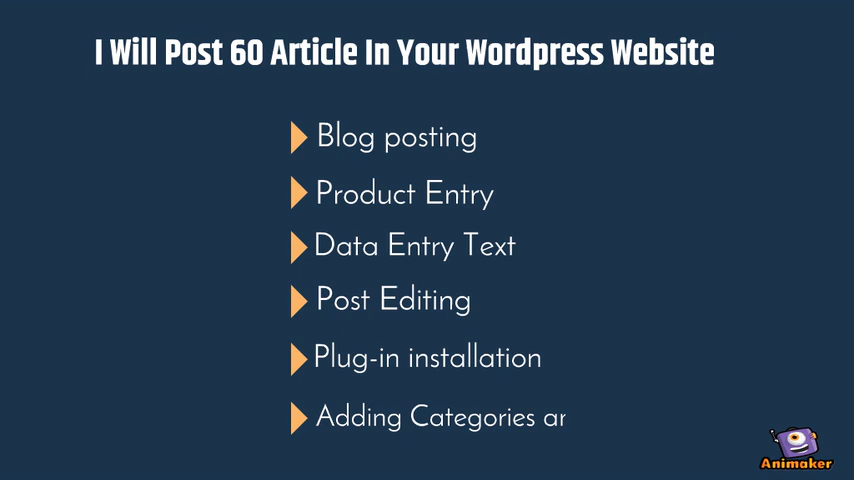 I Will Post 60 Article In Your Wordpress Website
Blog posting
Product Entry
Data Entry Text
Post Editing
Plug-in installation
Adding Categories ar
Animaker